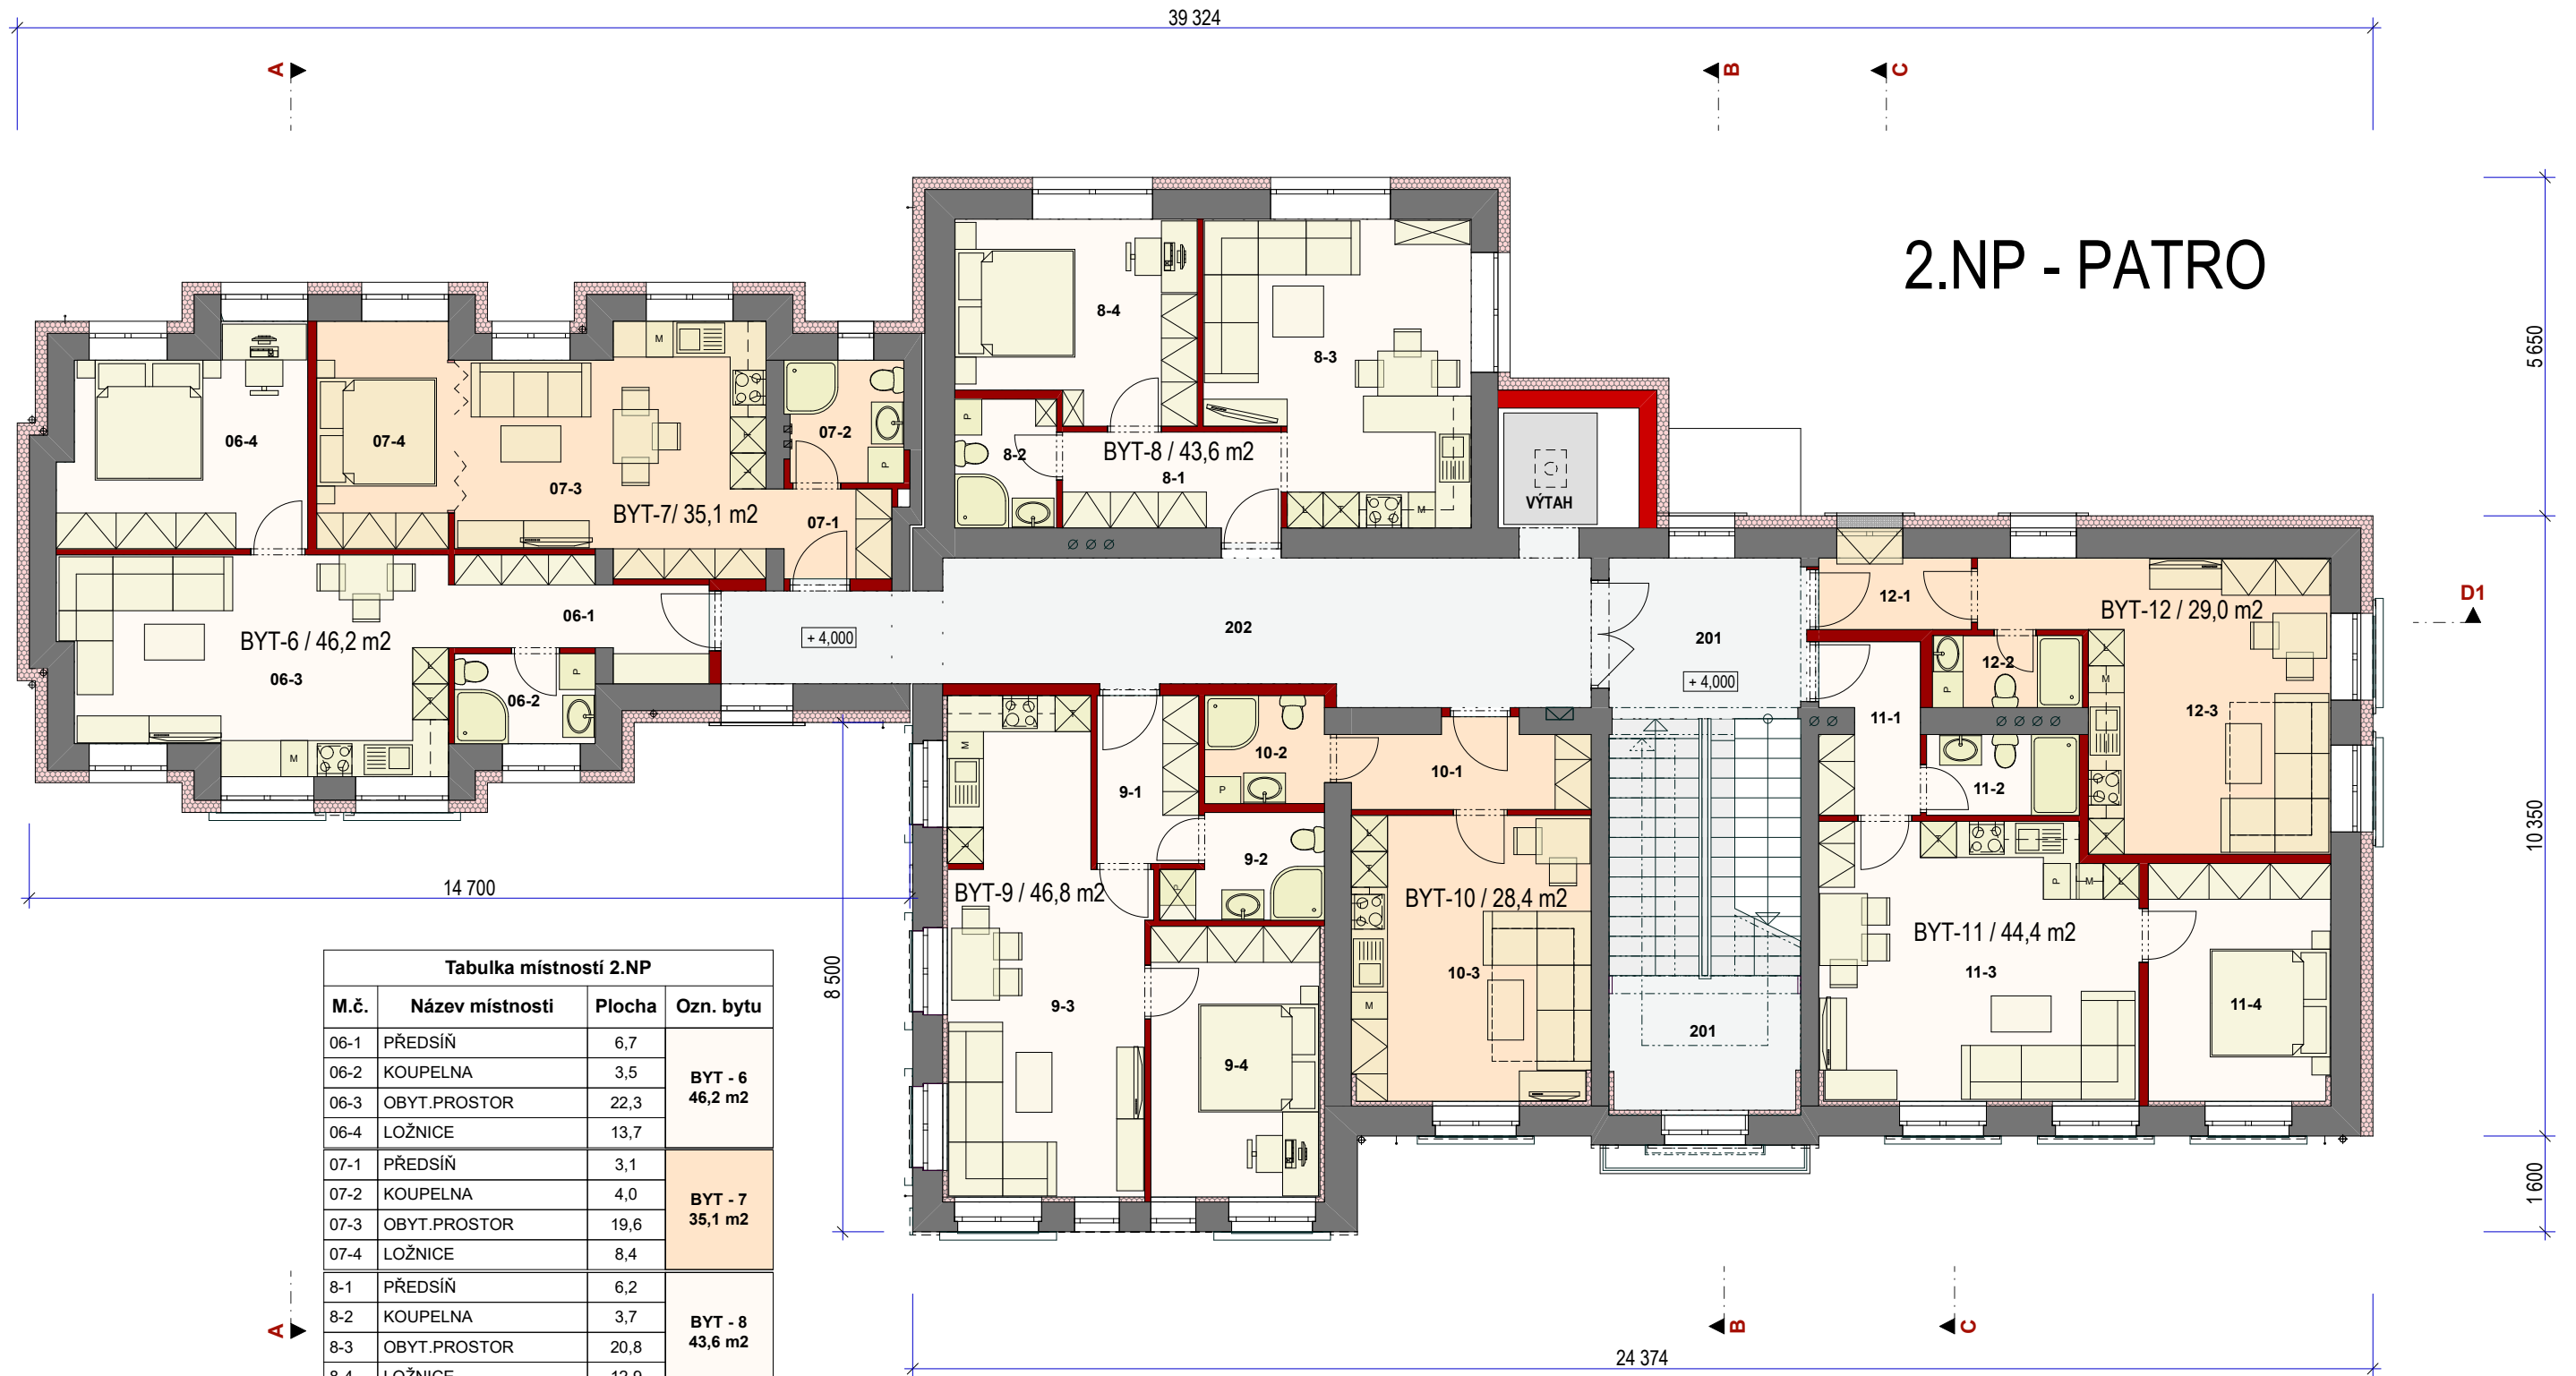 39 324
A
B
C
2.NP - PATRO
5 650
8-4
8-3
06-4
07-4
07-3
M
07-2
P
BYT-7/ 35,1 m2
07-1
P
8-2
BYT-8 / 43,6 m2
8-1
L
T
M
VÝTAH
D1
06-1
BYT-6 / 46,2 m2
06-3
L
T
06-2
P
M
+ 4,000
202
201
+ 4,000
12-1
BYT-12 / 29,0 m2
12-2
P
L
M
12-3
T
11-1
11-2
T
M
9-1
10-2
P
10-1
9-2
BYT-9 / 46,8 m2
L
T
BYT-10 / 28,4 m2
10-3
M
P
M
L
T
BYT-11 / 44,4 m2
11-3
11-4
10 350
14 700
8 500
9-3
9-4
201
1 600
Tabulka místností 2.NP
M.č. Název místnosti Plocha Ozn. bytu
06-1 PŘEDSÍŇ 6,7
06-2 KOUPELNA 3,5
BYT - 6
46,2 m2
06-3 OBYT.PROSTOR 22,3
06-4 LOŽNICE 13,7
07-1 PŘEDSÍŇ 3,1
07-2 KOUPELNA 4,0
BYT - 7
35,1 m2
07-3 OBYT.PROSTOR 19,6
07-4 LOŽNICE 8,4
8-1 PŘEDSÍŇ 6,2
8-2 KOUPELNA 3,7
BYT - 8
43,6 m2
8-3 OBYT.PROSTOR 20,8
8-4 LOŽNICE 12,9
A
B
C
24 374